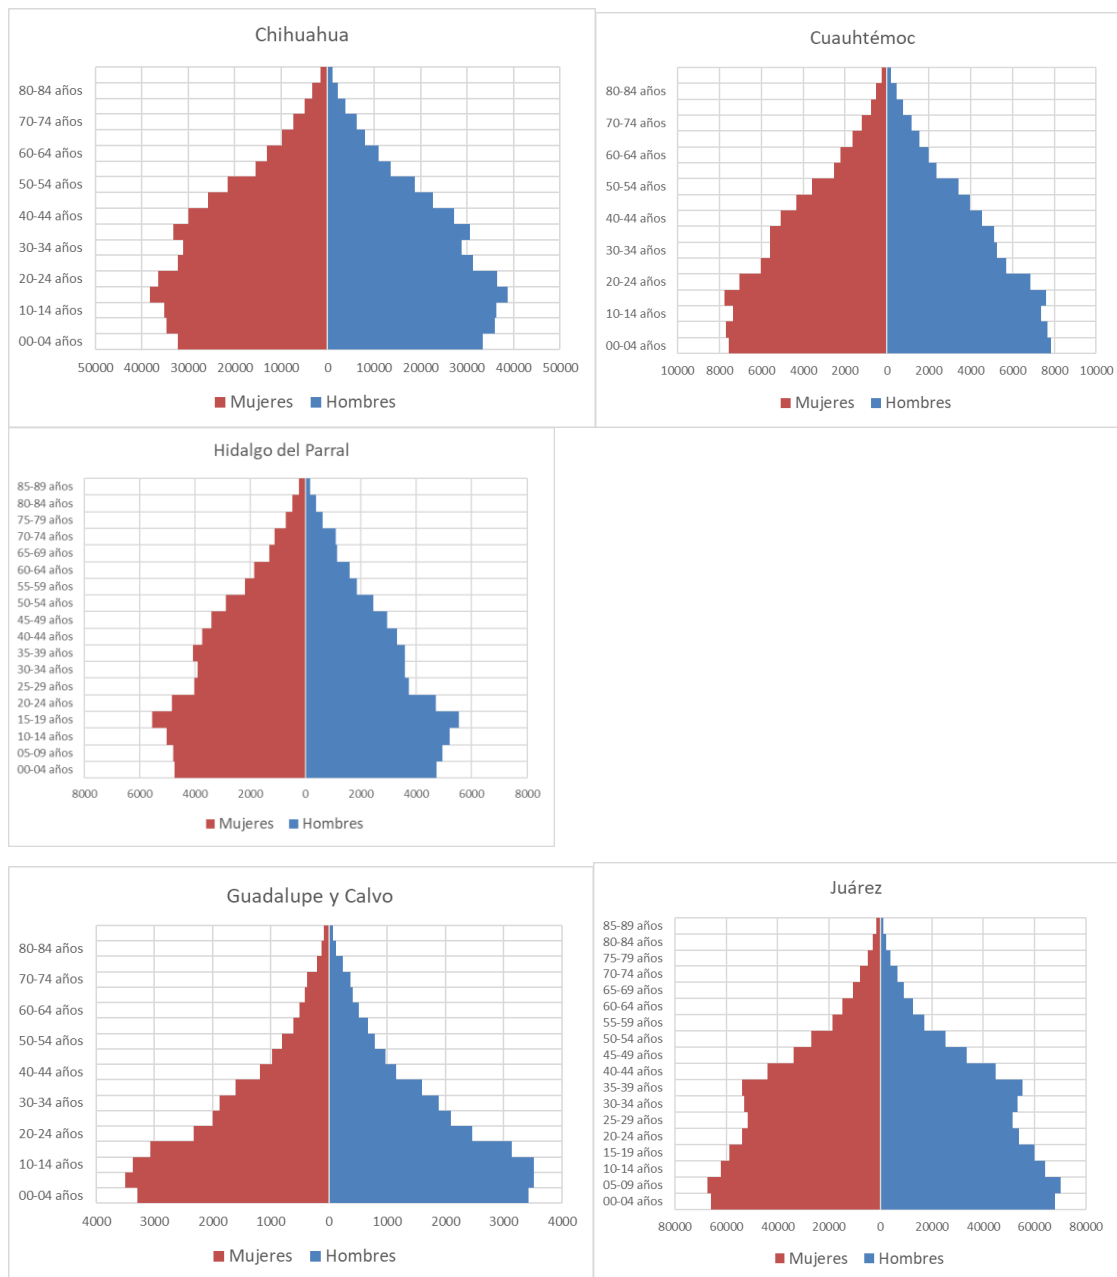 Chihuahua
80-84 años
70-74 años
60-64 años
50-54 años
40-44 años
30-34 años
20-24 años
10-14 años
00-04 años
50000 40000 30000 20000 10000 0 10000 20000 30000 40000 50000
Mujeres Hombres
Cuauhtémoc
80-84 años
70-74 años
60-64 años
50-54 años
40-44 años
30-34 años
20-24 años
10-14 años
00-04 años
10000 8000 6000 4000 2000 0 2000 4000 6000 8000 10000
Mujeres Hombres
Hidalgo del Parral
85-89 años
80-84 años
75-79 años
70-74 años
65-69 años
60-64 años
55-59 años
50-54 años
45-49 años
40-44 años
35-39 años
30-34 años
25-29 años
20-24 años
15-19 años
10-14 años
05-09 años
00-04 años
8000 6000 4000 2000 0 2000 4000 6000 8000
Mujeres Hombres
Guadalupe y Calvo
80-84 años
70-74 años
60-64 años
50-54 años
40-44 años
30-34 años
20-24 años
10-14 años
00-04 años
4000 3000 2000 1000 0 1000 2000 3000 4000
Mujeres Hombres
Juárez
85-89 años
80-84 años
75-79 años
70-74 años
65-69 años
60-64 años
55-59 años
50-54 años
45-49 años
40-44 años
35-39 años
30-34 años
25-29 años
20-24 años
15-19 años
10-14 años
05-09 años
00-04 años
80000 60000 40000 20000 0 20000 40000 60000 80000
Mujeres Hombres